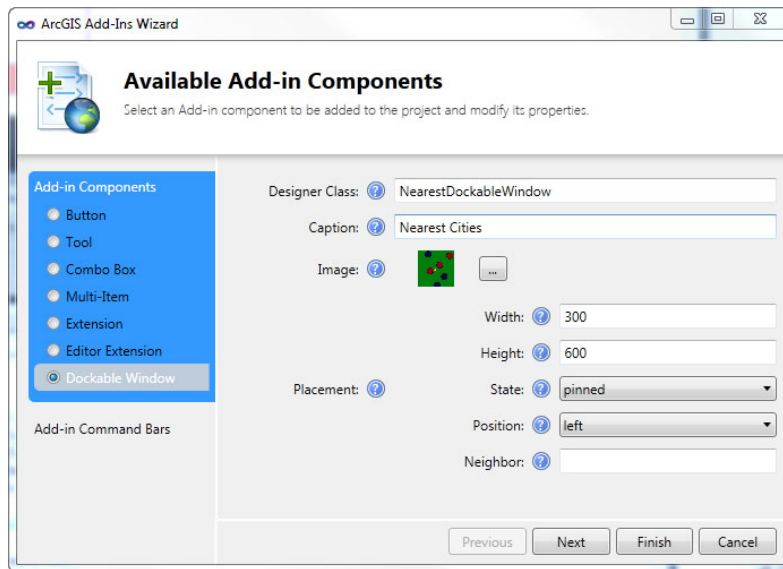 ArcGIS Add-Ins Wizard
Available Add-in Components
Select an Add-in component to be added to the project and modify its properties.
Add-in Components
Button
Tool
Combo Box
Multi-Item
Extension
Editor Extension
Dockable Window
Add-in Command Bars
Designer Class: ? NearestDockableWindow
Caption: ? Nearest Cities
Image: ? ...
Width: ? 300
Height: ? 600
Placement: ? State: ? pinned
Position: ? left
Neighbor: ?
Previous Next Finish Cancel